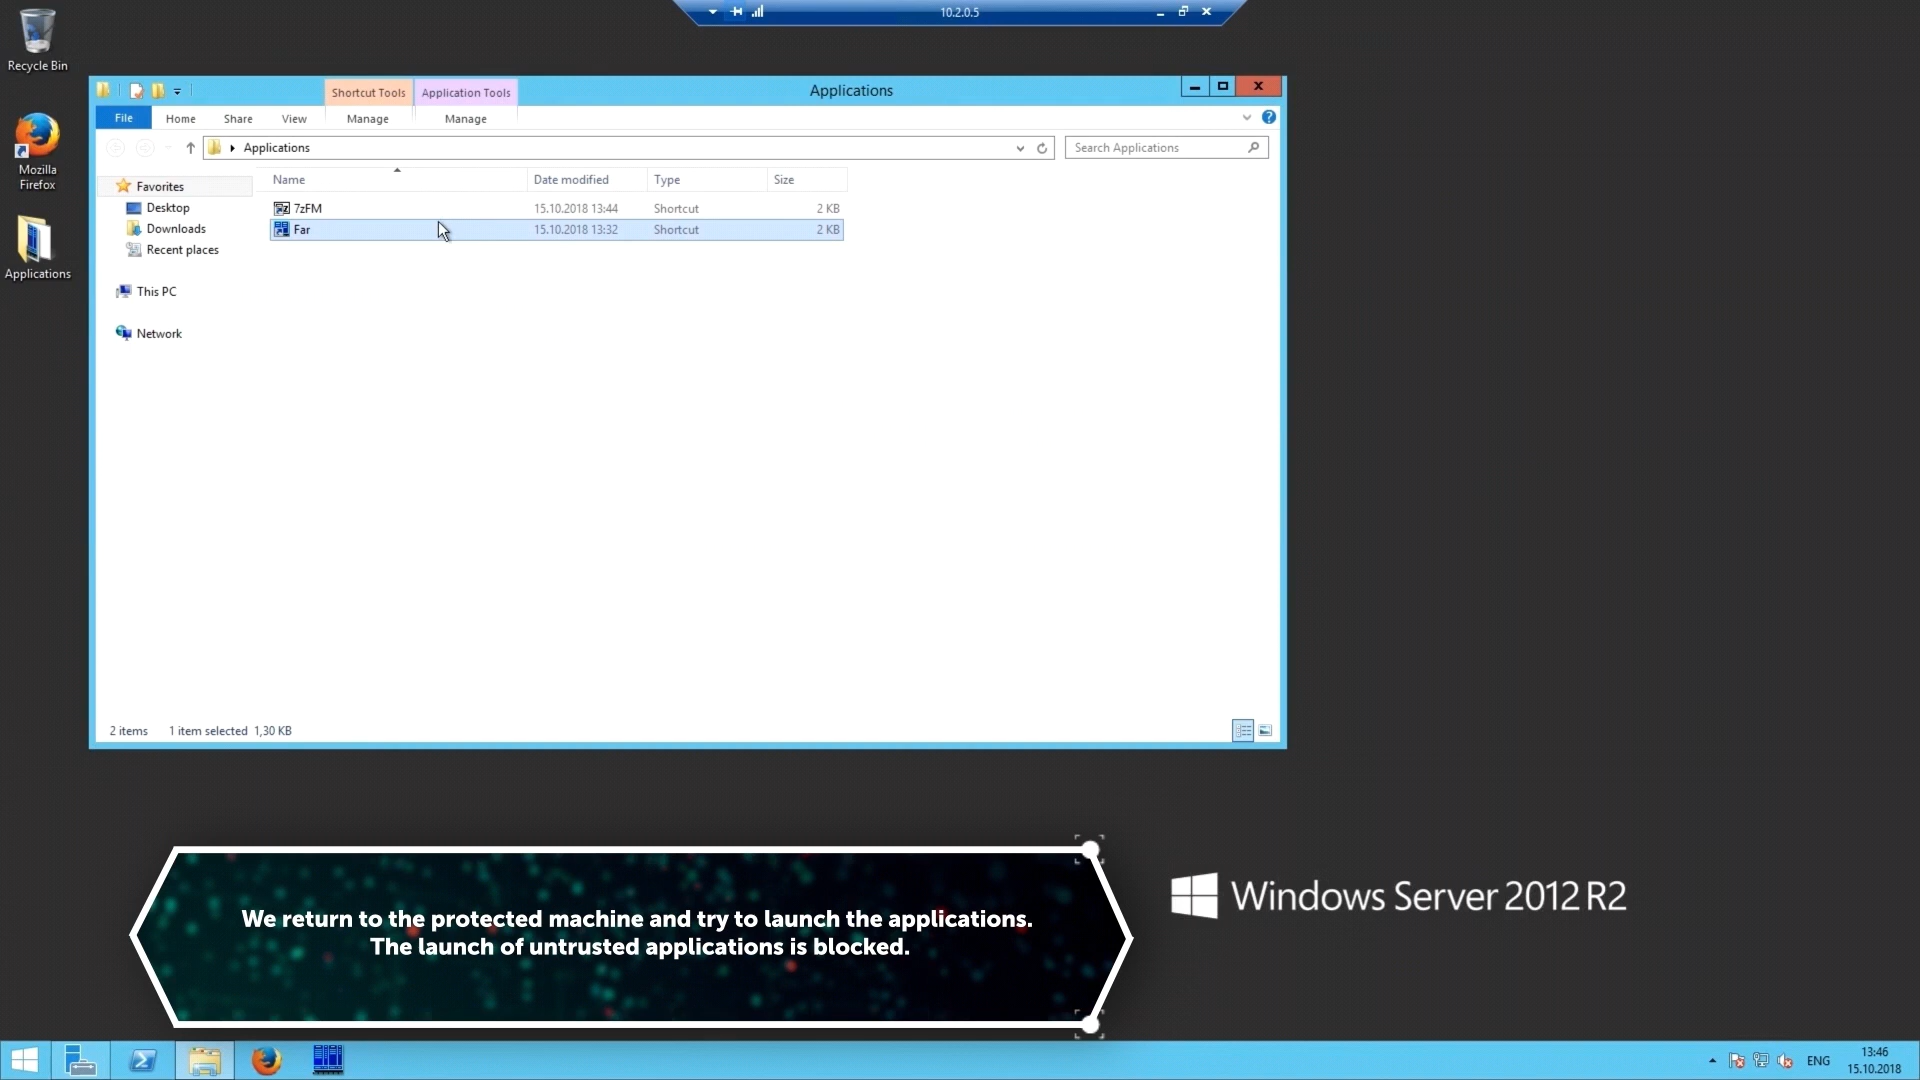 10.2.0.5
Recycle Bin
Mozilla
Firefox
Applications
Shortcut Tools
Application Tools
Applications
File
Home
Share
View
Manage
Manage
Applications
Search Applications
Favorites
Desktop
Downloads
Recent places
This PC
Network
Name
Date modified
Type
Size
7zFM
15.10.2018 13:44
Shortcut
2 KB
Far
15.10.2018 13:32
Shortcut
2 KB
2 items
1 item selected 1,30 KB
We return to the protected machine and try to launch the applications.
The launch of untrusted applications is blocked.
Windows Server 2012 R2
ENG
13:46
15.10.2018